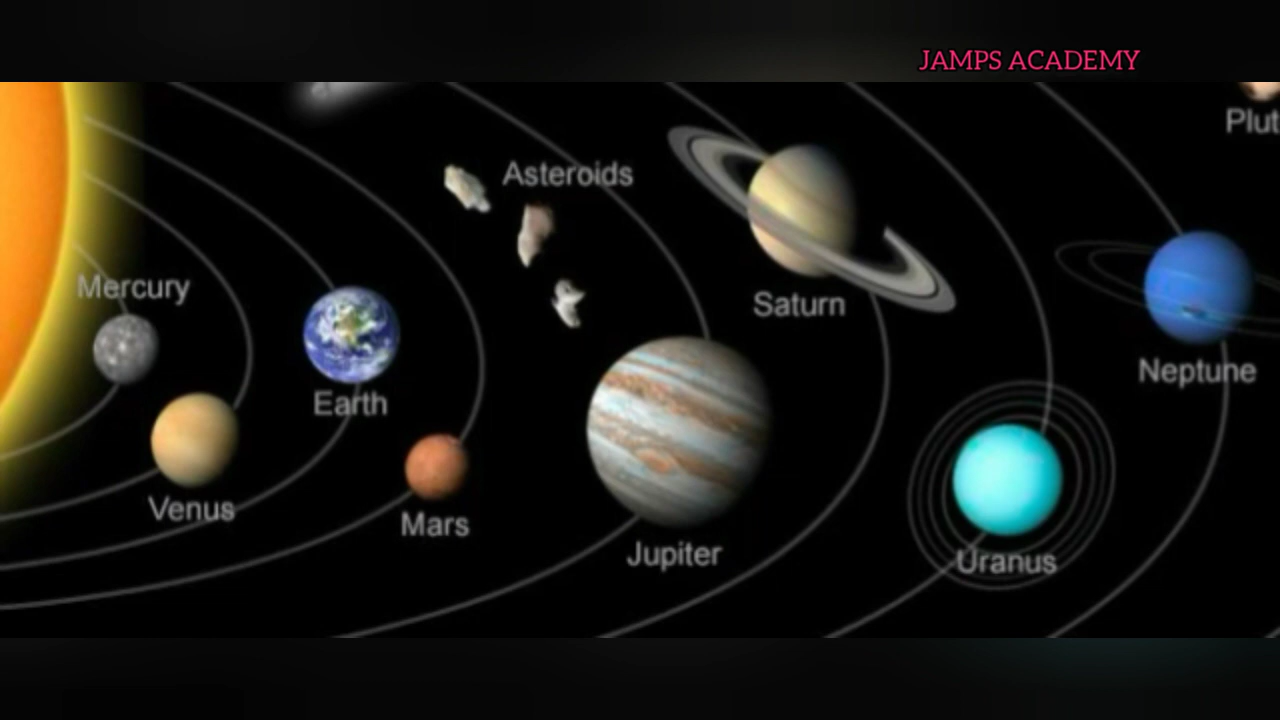 JAMPS ACADEMY
Plut
Asteroids
Mercury
Saturn
Neptune
Earth
Venus
Mars
Jupiter
Uranus